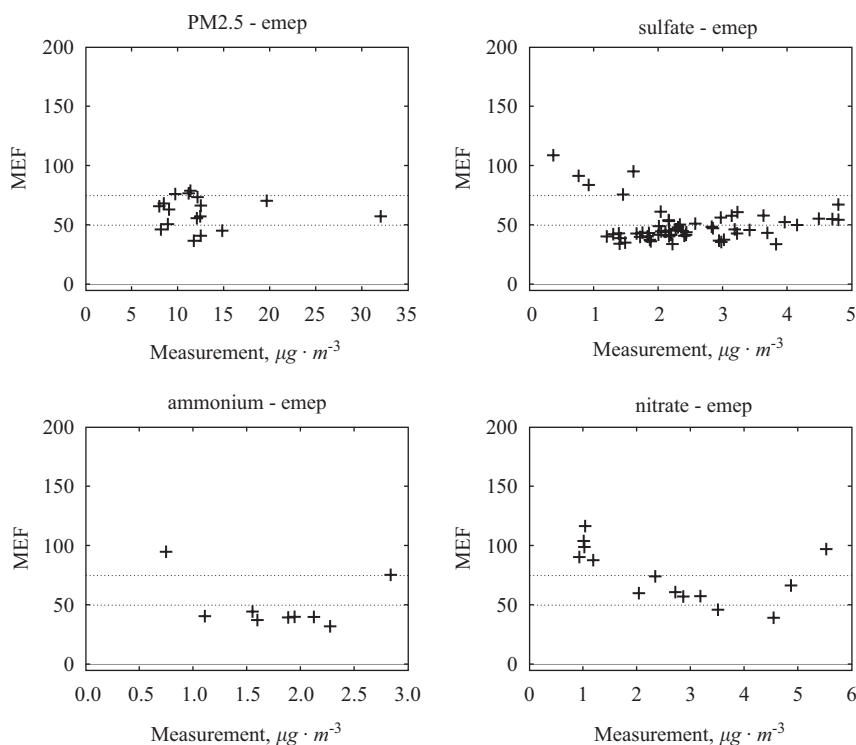 PM2.5 - emep
200
150
100
50
0
MEF
0 5 10 15 20 25 30 35
Measurement, μg · m⁻³
sulfate - emep
200
150
100
50
0
MEF
0 1 2 3 4 5
Measurement, μg · m⁻³
ammonium - emep
200
150
100
50
0
MEF
0.0 0.5 1.0 1.5 2.0 2.5 3.0
Measurement, μg · m⁻³
nitrate - emep
200
150
100
50
0
MEF
0 1 2 3 4 5 6
Measurement, μg · m⁻³